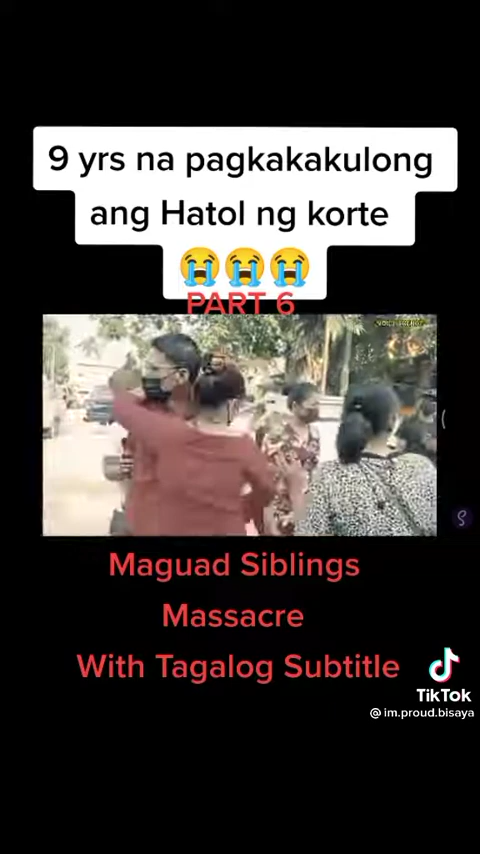 9 yrs na pagkakakulong
ang Hatol ng korte
😭😭😭
PART 6
Maguad Siblings
Massacre
With Tagalog Subtitle
TikTok
@im.proud.bisaya